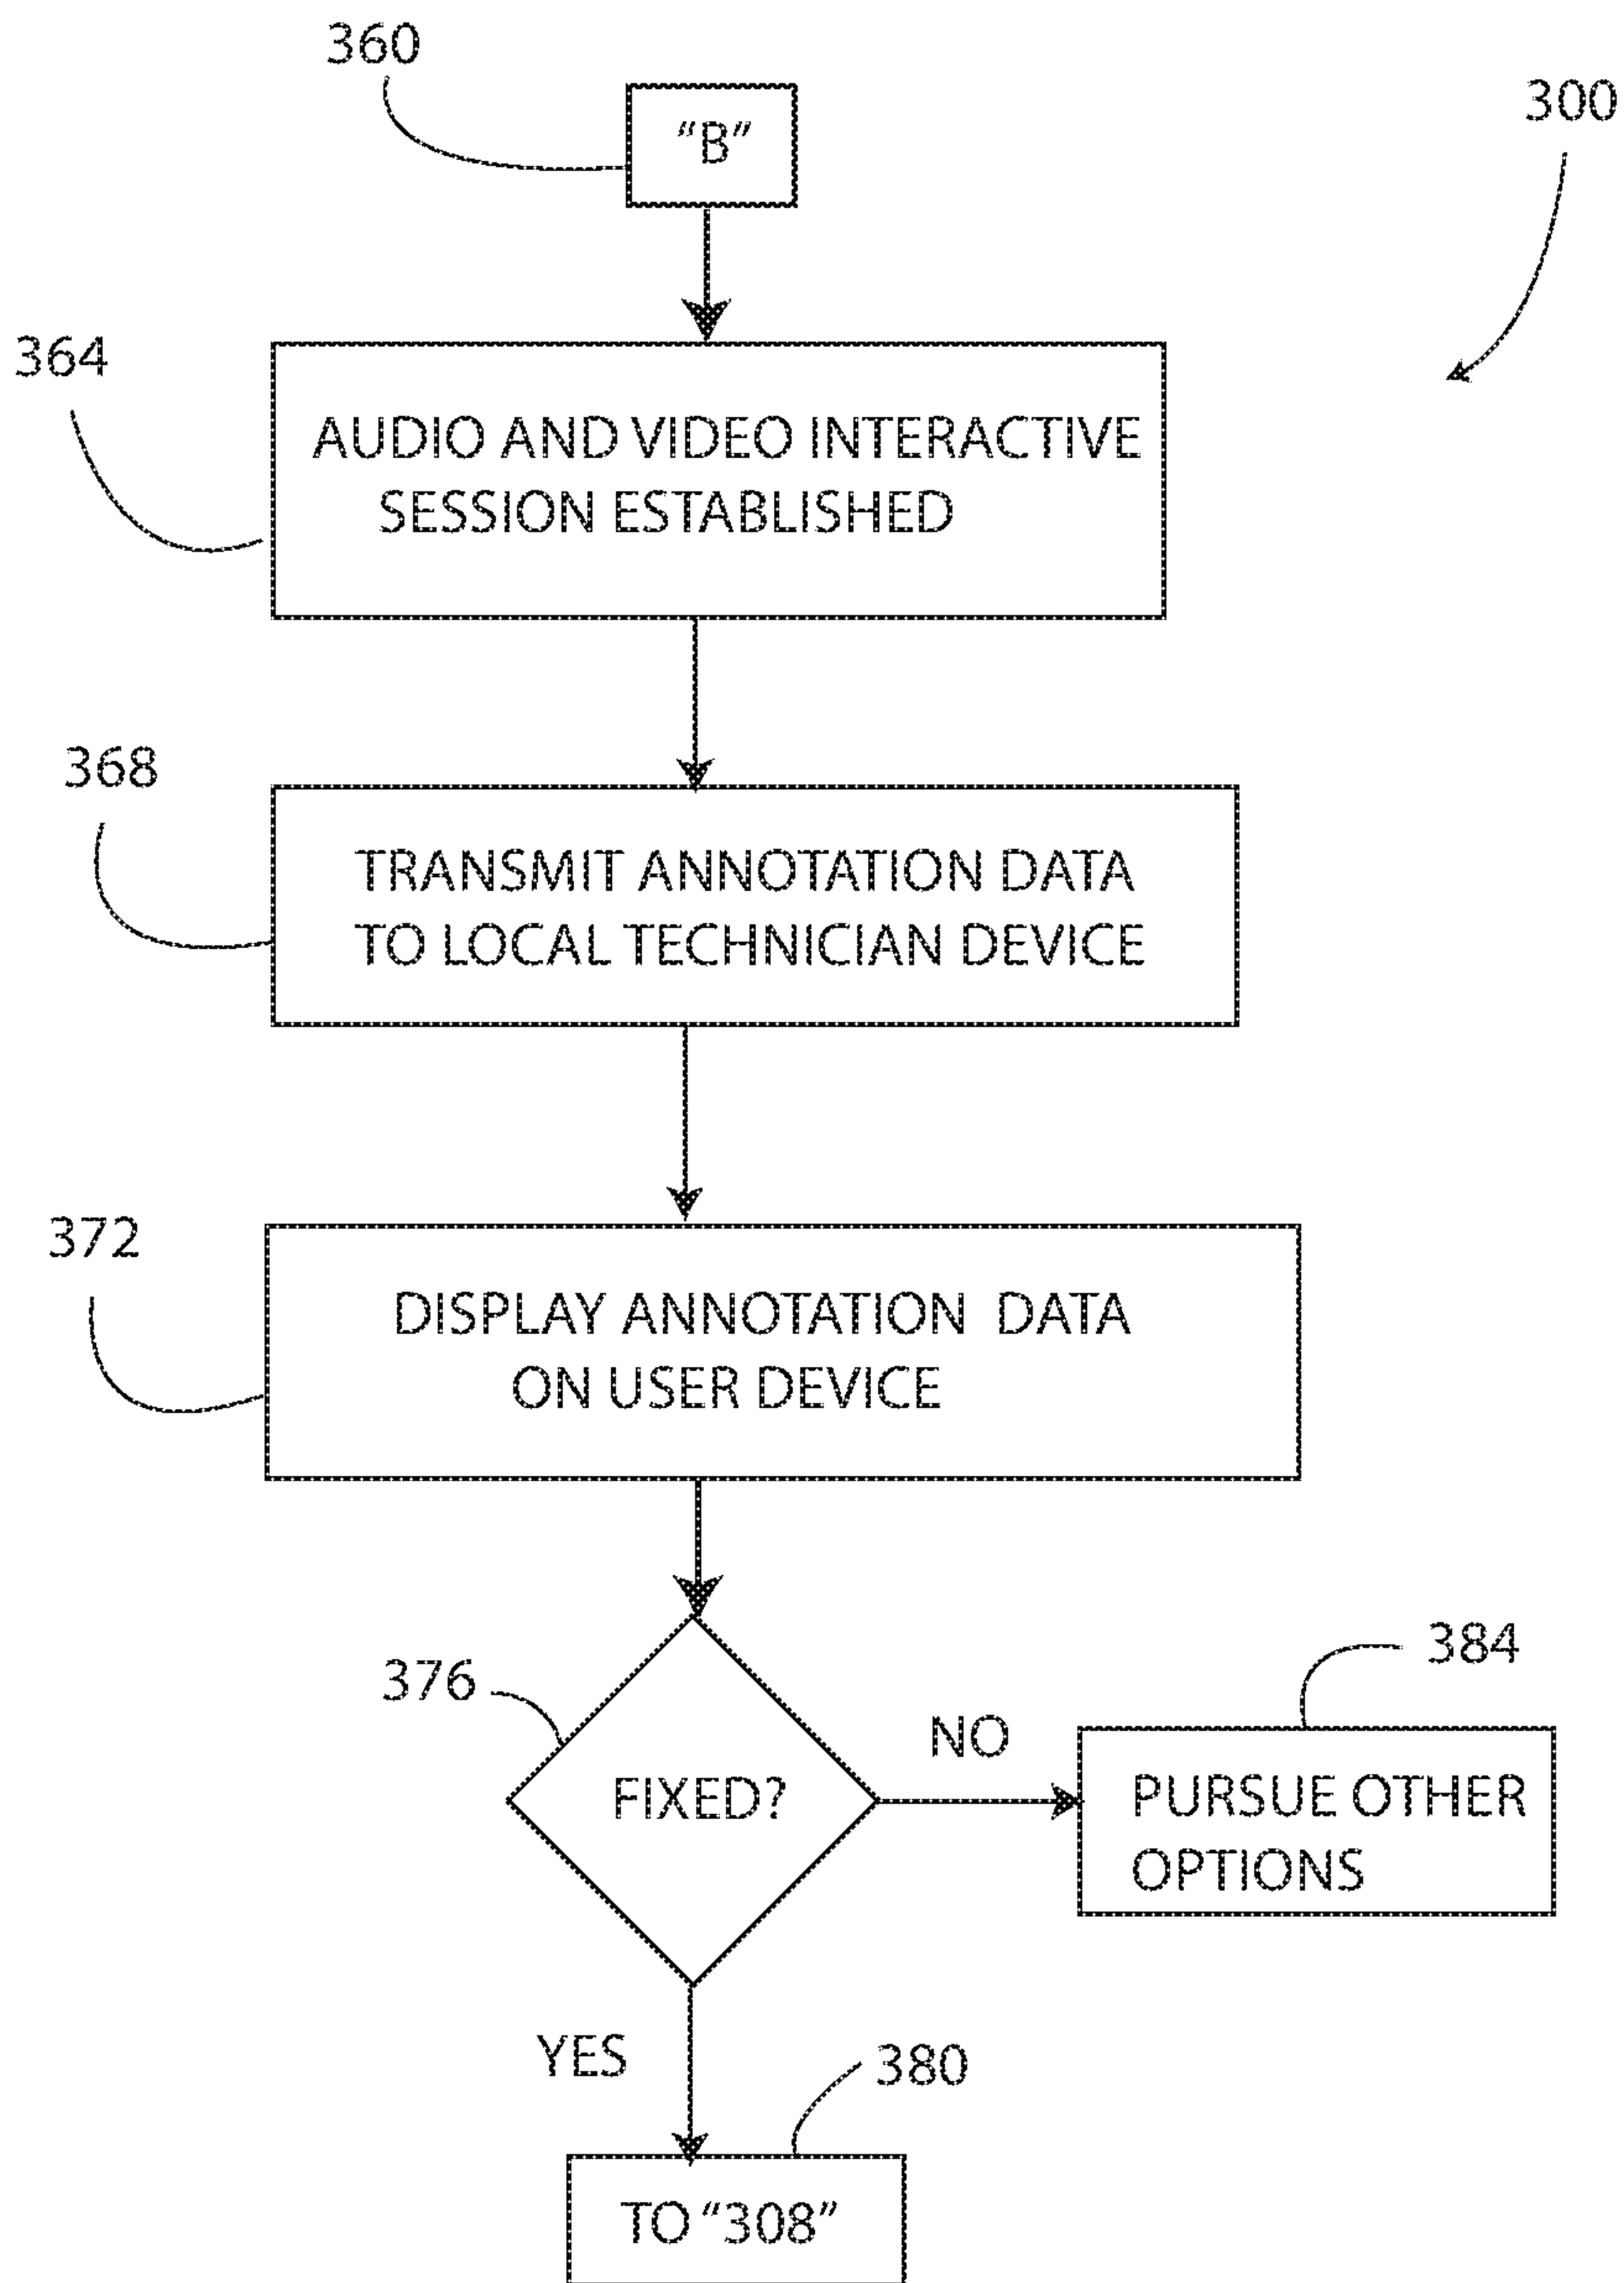 360
"B"
300
364
AUDIO AND VIDEO INTERACTIVE
SESSION ESTABLISHED
368
TRANSMIT ANNOTATION DATA
TO LOCAL TECHNICIAN DEVICE
372
DISPLAY ANNOTATION DATA
ON USER DEVICE
376
FIXED?
NO
384
PURSUE OTHER
OPTIONS
YES
380
TO "308"